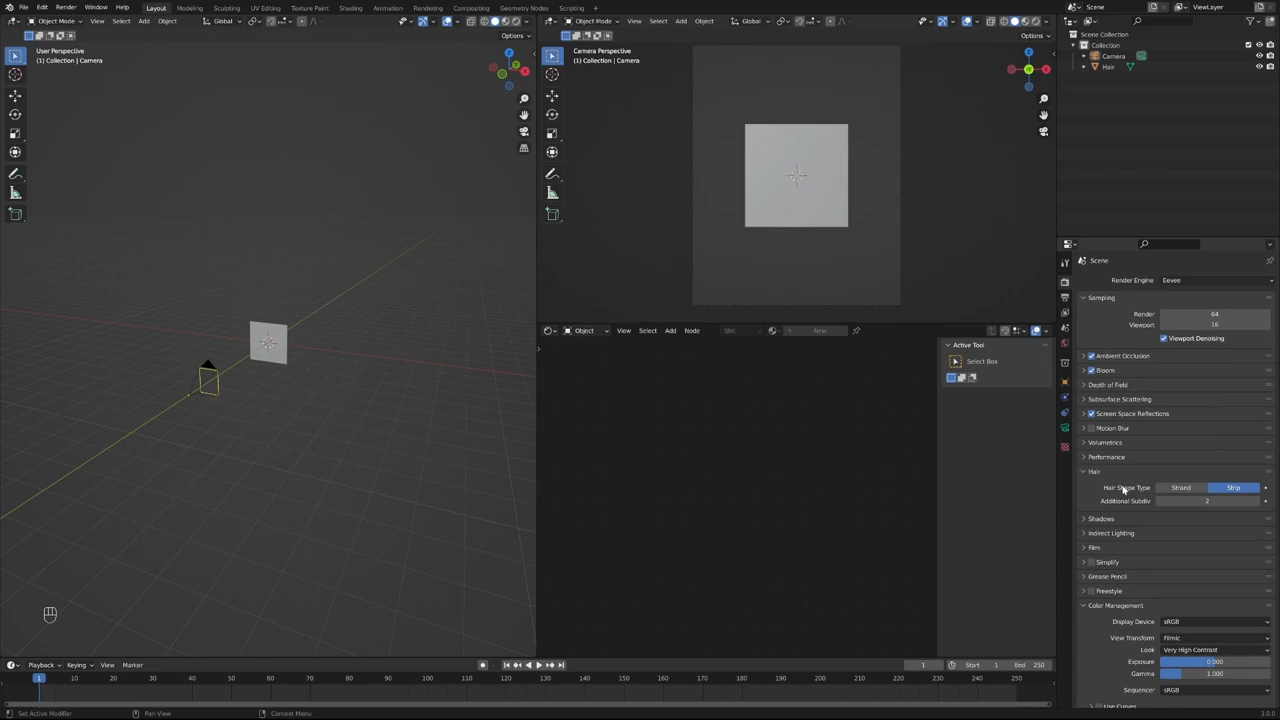 File Edit Render Window Help Layout Modeling Sculpting UV Editing Texture Paint Shading Animation Rendering Compositing Geometry Nodes Scripting + Scene ViewLayer
Object Mode View Select Add Object Global
Options
User Perspective
(1) Collection | Camera
Object Mode View Select Add Object Global
Options
Camera Perspective
(1) Collection | Camera
Scene Collection
Collection
Camera
Hair
Object View Select Add Node Slot New
Active Tool
Select Box
Scene
Render Engine Eevee
Sampling
Render 64
Viewport 16
Viewport Denoising
Ambient Occlusion
Bloom
Depth of Field
Subsurface Scattering
Screen Space Reflections
Motion Blur
Volumetrics
Performance
Hair
Hair Shape Type Strand Strip
Additional Subdiv 2
Shadows
Indirect Lighting
Film
Simplify
Grease Pencil
Freestyle
Color Management
Display Device sRGB
View Transform Filmic
Look Very High Contrast
Exposure 0.000
Gamma 1.000
Sequencer sRGB
Use Curves
Playback Keying View Marker 1 Start 1 End 250
1 10 20 30 40 50 60 70 80 90 100 110 120 130 140 150 160 170 180 190 200 210 220 230 240 250
Set Active Modifier Pan View Context Menu 3.0.0